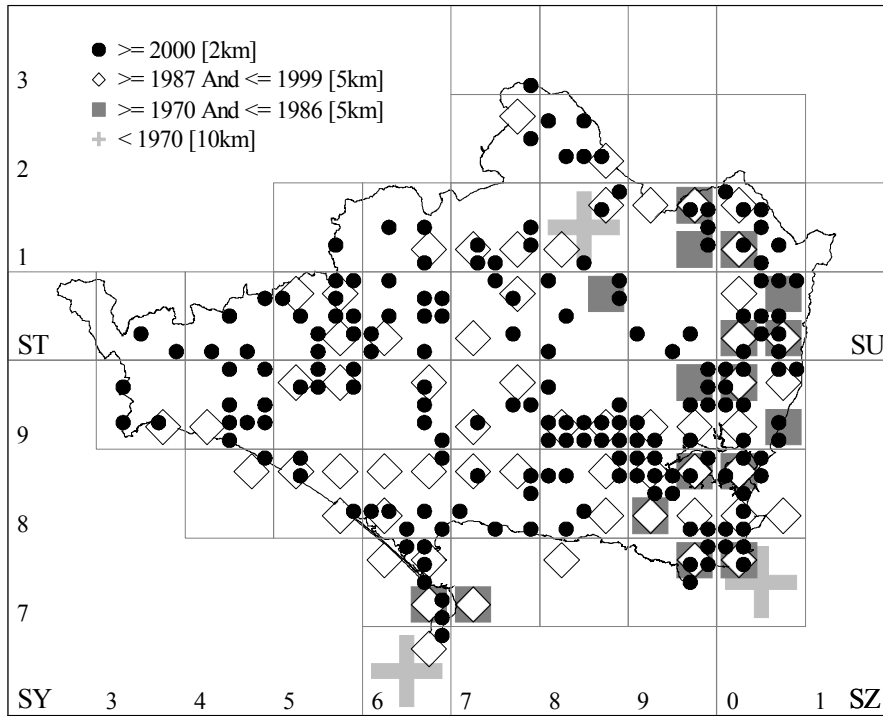 >= 2000 [2km]
>= 1987 And <= 1999 [5km]
>= 1970 And <= 1986 [5km]
< 1970 [10km]
3
2
1
ST SU
9
8
7
SY 3 4 5 6 7 8 9 0 1 SZ